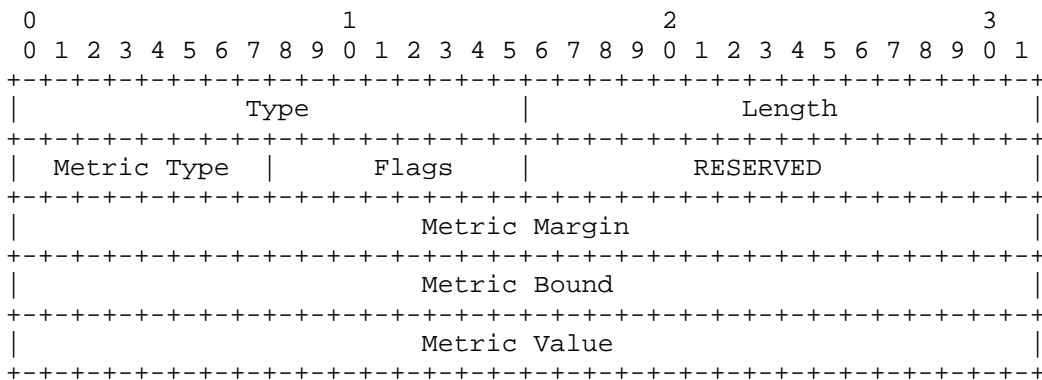 0                   1                   2                   3
 0 1 2 3 4 5 6 7 8 9 0 1 2 3 4 5 6 7 8 9 0 1 2 3 4 5 6 7 8 9 0 1
+-+-+-+-+-+-+-+-+-+-+-+-+-+-+-+-+-+-+-+-+-+-+-+-+-+-+-+-+-+-+-+-+
|              Type             |             Length            |
+-+-+-+-+-+-+-+-+-+-+-+-+-+-+-+-+-+-+-+-+-+-+-+-+-+-+-+-+-+-+-+-+
|  Metric Type  |      Flags    |          RESERVED             |
+-+-+-+-+-+-+-+-+-+-+-+-+-+-+-+-+-+-+-+-+-+-+-+-+-+-+-+-+-+-+-+-+
|                         Metric Margin                         |
+-+-+-+-+-+-+-+-+-+-+-+-+-+-+-+-+-+-+-+-+-+-+-+-+-+-+-+-+-+-+-+-+
|                         Metric Bound                          |
+-+-+-+-+-+-+-+-+-+-+-+-+-+-+-+-+-+-+-+-+-+-+-+-+-+-+-+-+-+-+-+-+
|                         Metric Value                          |
+-+-+-+-+-+-+-+-+-+-+-+-+-+-+-+-+-+-+-+-+-+-+-+-+-+-+-+-+-+-+-+-+